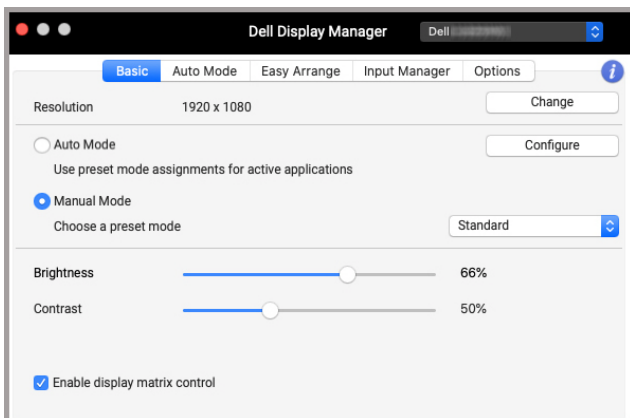 Dell Display Manager
Dell
Basic Auto Mode Easy Arrange Input Manager Options i
Resolution 1920 x 1080 Change
Auto Mode Configure
Use preset mode assignments for active applications
Manual Mode
Choose a preset mode Standard
Brightness 66%
Contrast 50%
Enable display matrix control